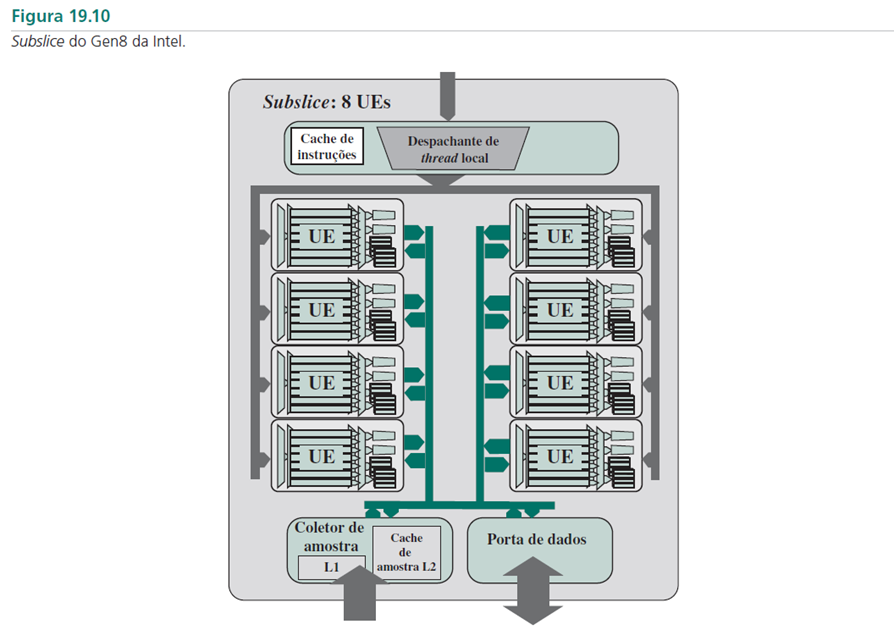 Figura 19.10
Subslice do Gen8 da Intel.
Subslice: 8 UEs
Cache de
instruções
Despachante de
thread local
UE
UE
UE
UE
UE
UE
UE
UE
Coletor de
amostra
L1
Cache
de
amostra L2
Porta de dados